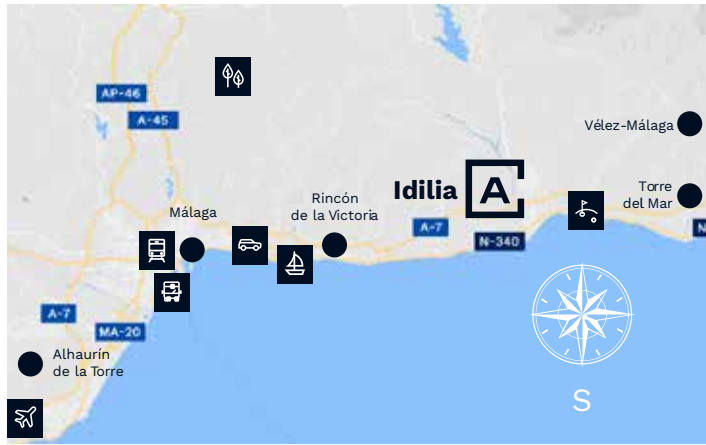 AP-46
A-45
Vélez-Málaga
Idilia
A
Torre
del Mar
Rincón
de la Victoria
Málaga
A-7
N-340
N
A-7
MA-20
Alhaurín
de la Torre
S